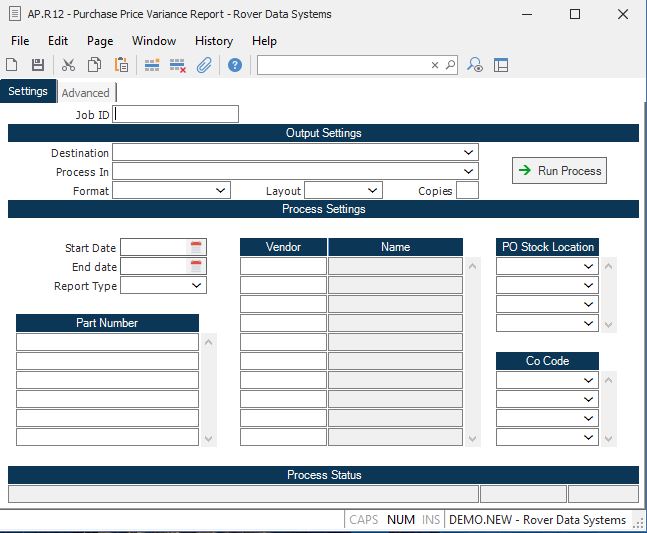 AP.R12 - Purchase Price Variance Report - Rover Data Systems
File Edit Page Window History Help
Settings Advanced
Job ID
Output Settings
Destination
Process In
Run Process
Format Layout Copies
Process Settings
Start Date Vendor Name PO Stock Location
End date
Report Type
Part Number
Co Code
Process Status
CAPS NUM INS DEMO.NEW - Rover Data Systems